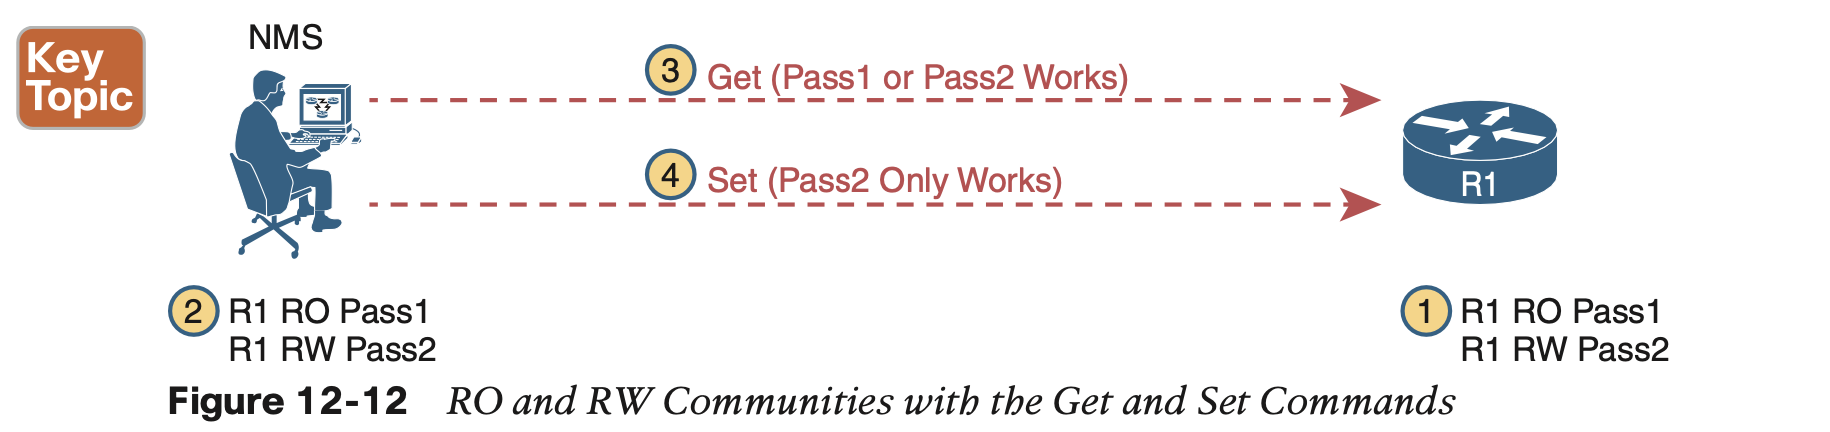 Key
Topic
NMS
3 Get (Pass1 or Pass2 Works)
4 Set (Pass2 Only Works)
R1
2 R1 RO Pass1
R1 RW Pass2
1 R1 RO Pass1
R1 RW Pass2
Figure 12-12 RO and RW Communities with the Get and Set Commands